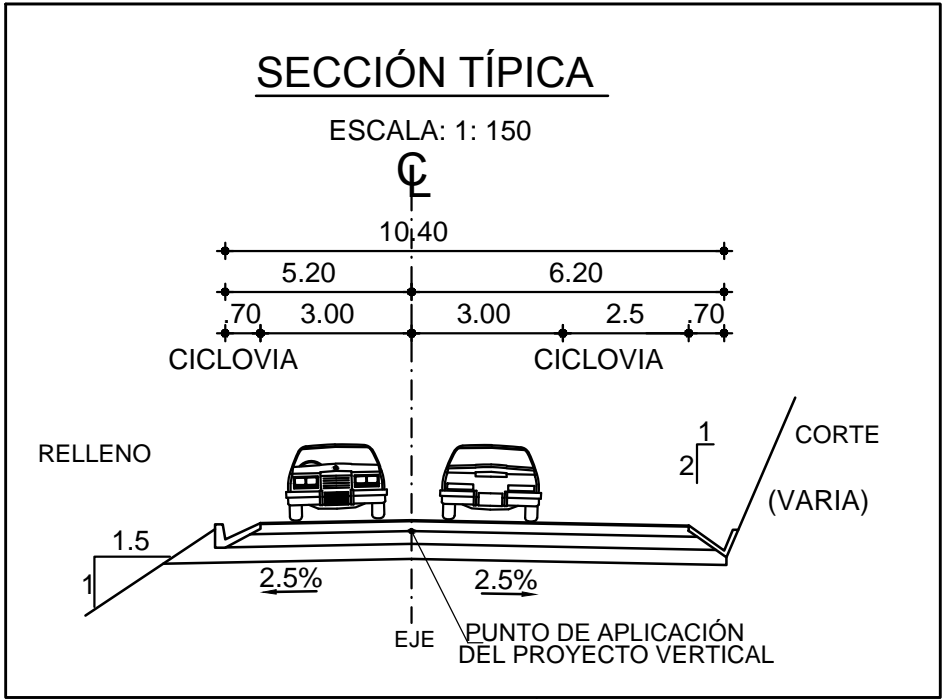 SECCIÓN TÍPICA
ESCALA: 1: 150
CL
10.40
5.20 6.20
.70 3.00 3.00 2.5 .70
CICLOVIA CICLOVIA
RELLENO
1
2
CORTE
(VARIA)
1.5
1
2.5% 2.5%
EJE
PUNTO DE APLICACIÓN
DEL PROYECTO VERTICAL